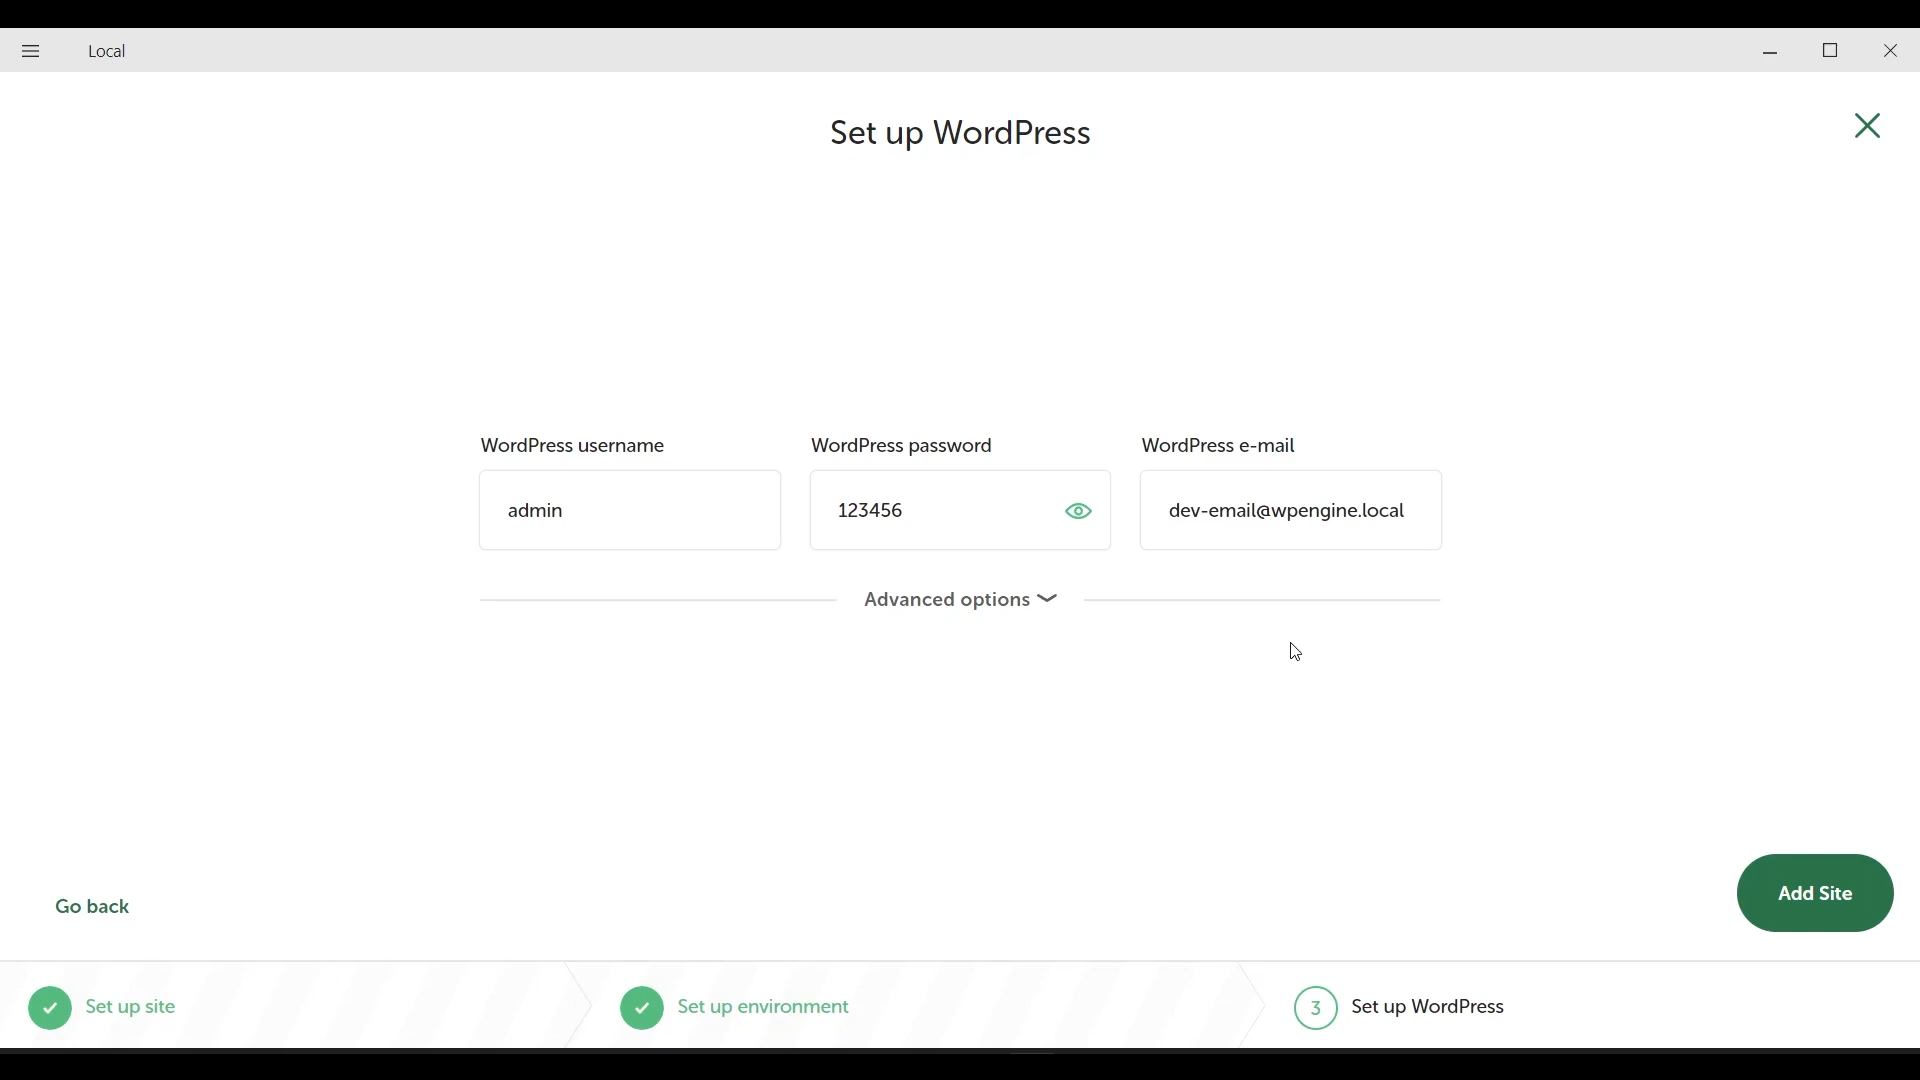 Local
Set up WordPress
WordPress username
WordPress password
WordPress e-mail
admin
123456
dev-email@wpengine.local
Advanced options
Go back
Add Site
Set up site
Set up environment
3
Set up WordPress